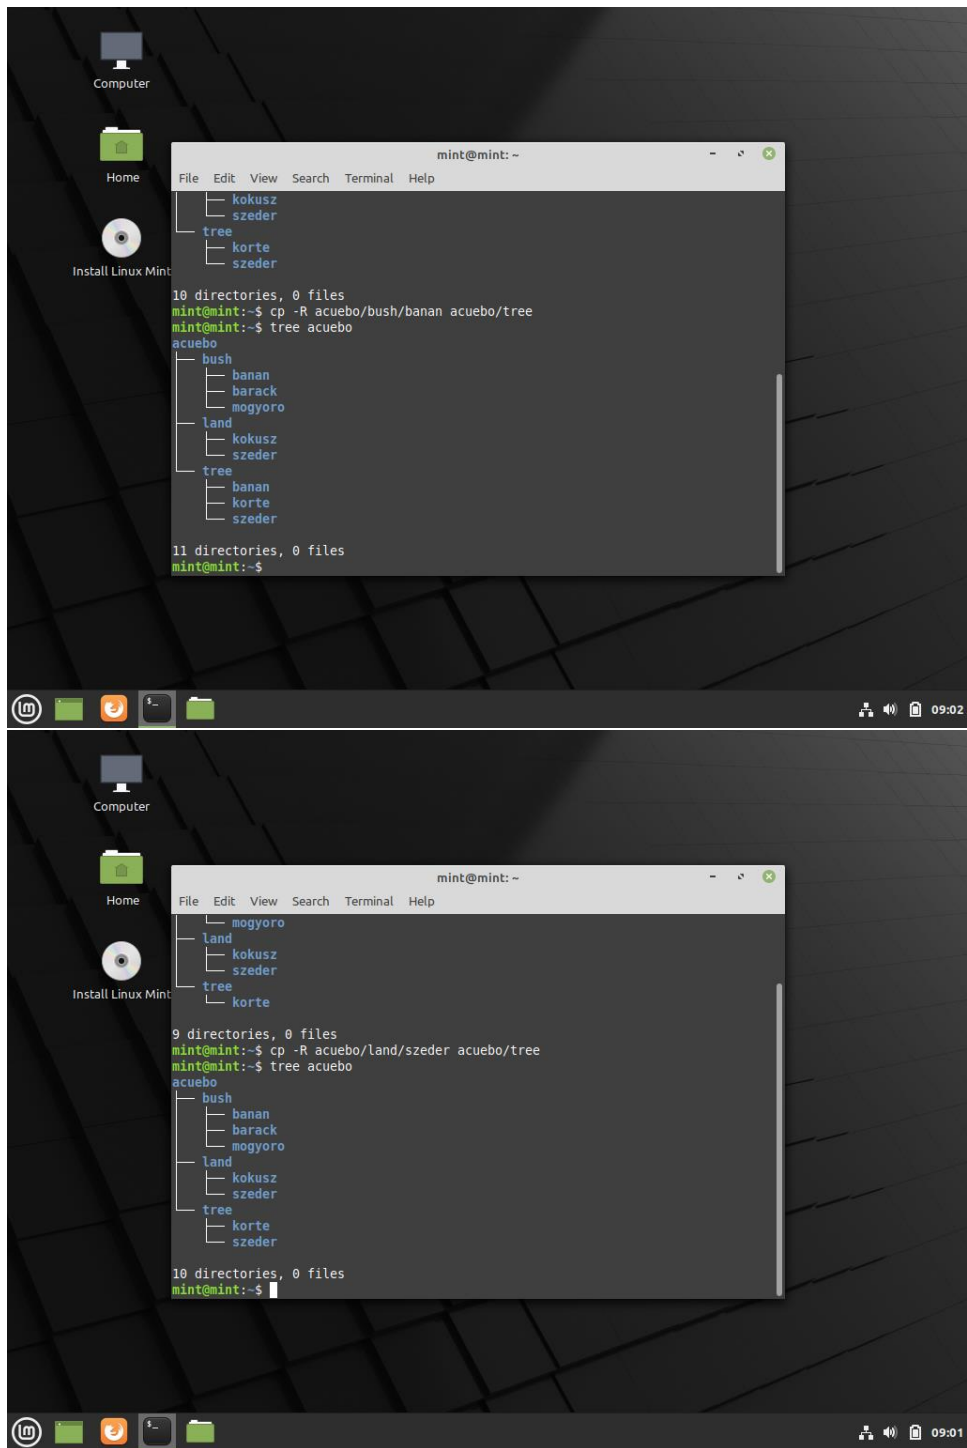 Computer
Home
Install Linux Mint
mint@mint: ~
File Edit View Search Terminal Help
│   ├── kokusz
│   └── szeder
└── tree
    ├── korte
    └── szeder
10 directories, 0 files
mint@mint:~$ cp -R acuebo/bush/banan acuebo/tree
mint@mint:~$ tree acuebo
acuebo
├── bush
│   ├── banan
│   ├── barack
│   └── mogyoro
├── land
│   ├── kokusz
│   └── szeder
└── tree
    ├── banan
    ├── korte
    └── szeder
11 directories, 0 files
mint@mint:~$
09:02
Computer
Home
Install Linux Mint
mint@mint: ~
File Edit View Search Terminal Help
│   └── mogyoro
├── land
│   ├── kokusz
│   └── szeder
└── tree
    └── korte
9 directories, 0 files
mint@mint:~$ cp -R acuebo/land/szeder acuebo/tree
mint@mint:~$ tree acuebo
acuebo
├── bush
│   ├── banan
│   ├── barack
│   └── mogyoro
├── land
│   ├── kokusz
│   └── szeder
└── tree
    ├── korte
    └── szeder
10 directories, 0 files
mint@mint:~$
09:01